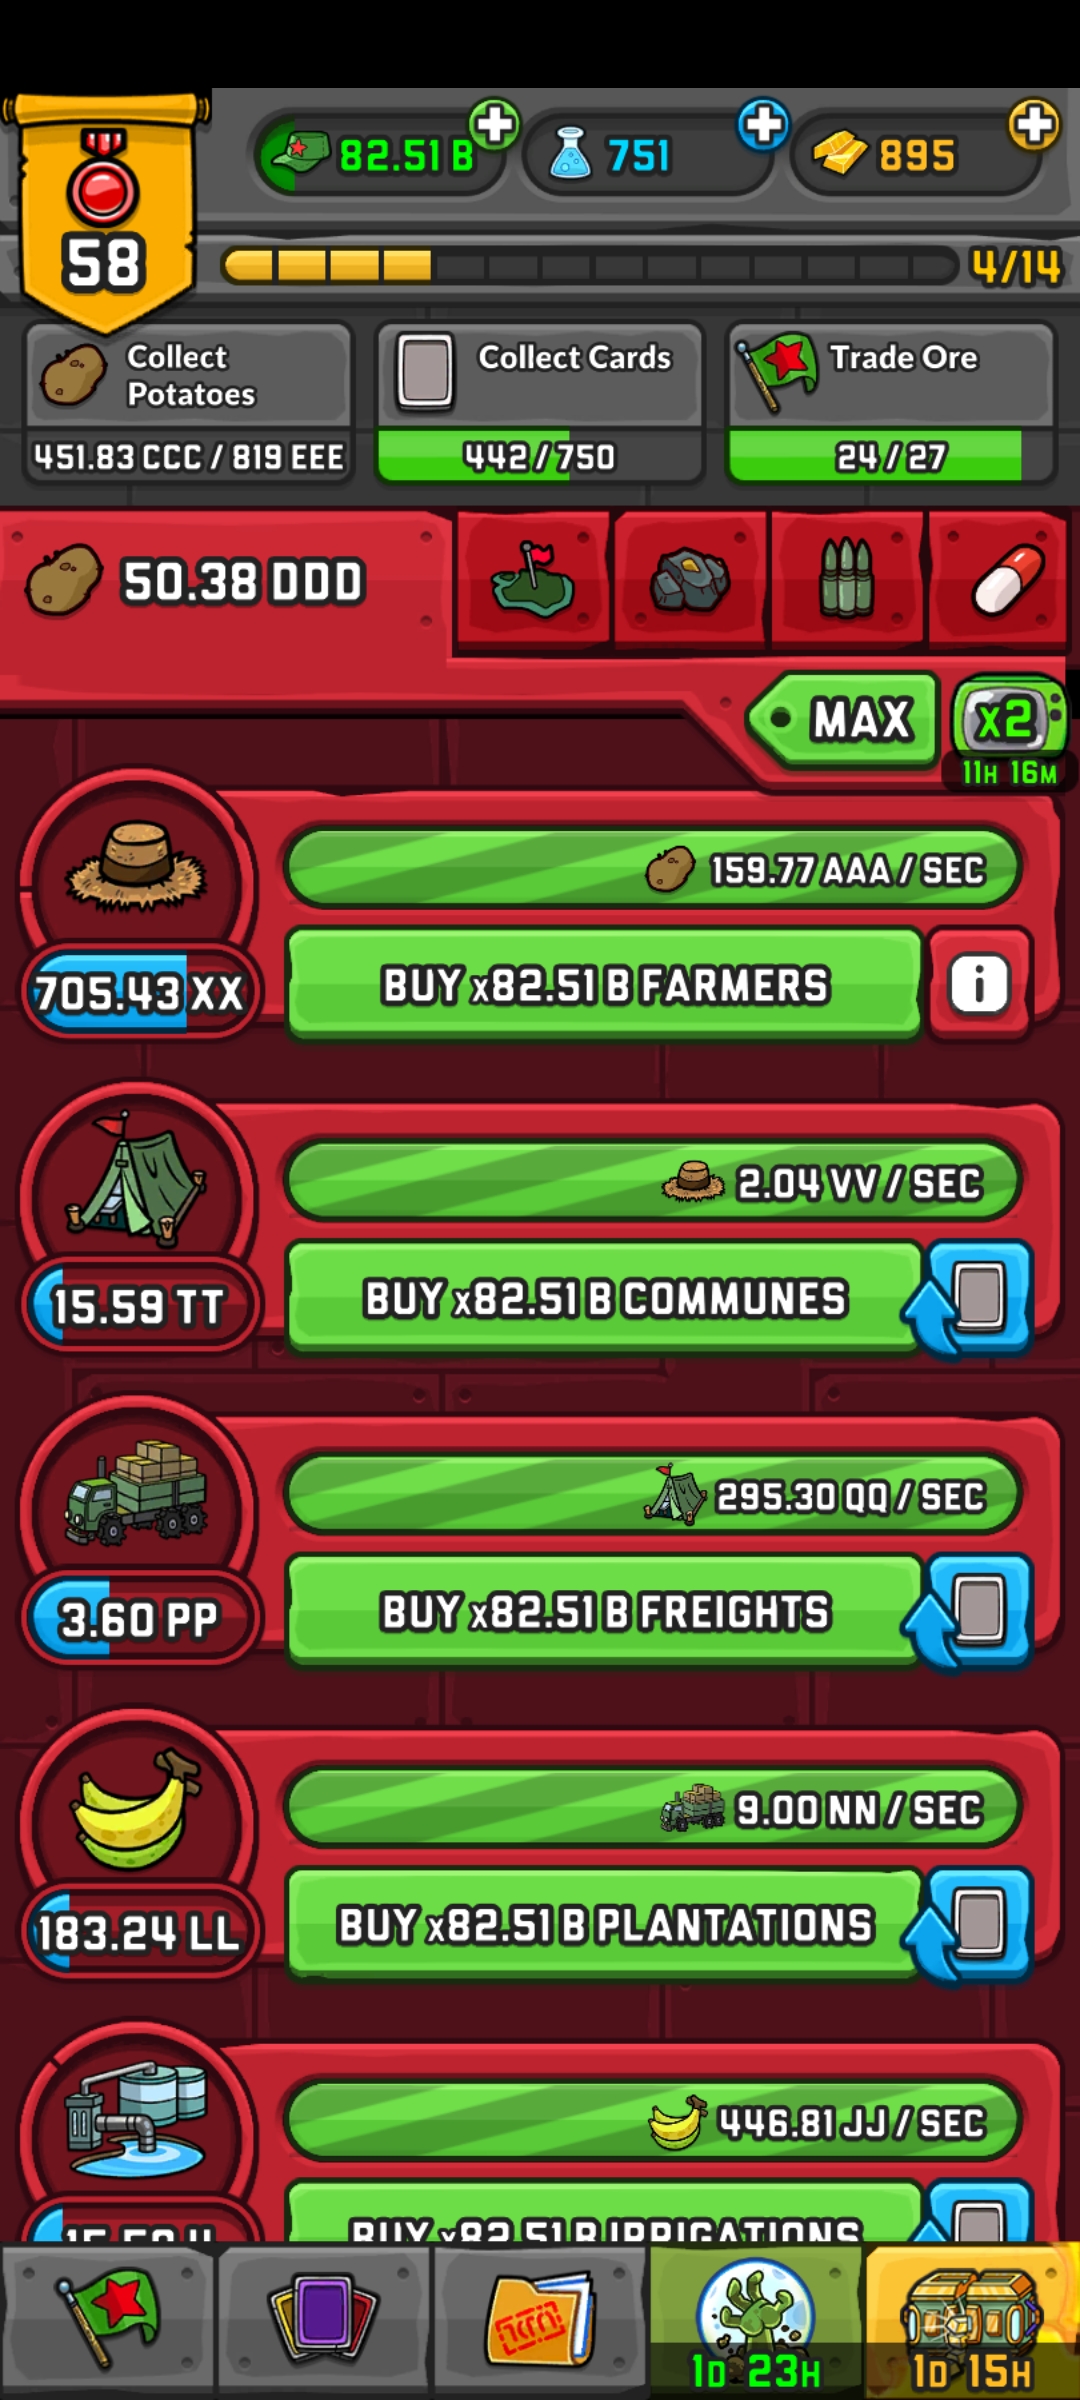 58
82.51 B
751
895
4/14
Collect Potatoes
451.83 CCC / 819 EEE
Collect Cards
442/750
Trade Ore
24/27
50.38 DDD
MAX
x2
11H 16M
159.77 AAA / SEC
705.43 XX
BUY x82.51 B FARMERS
i
2.04 VV / SEC
15.59 TT
BUY x82.51 B COMMUNES
295.30 QQ / SEC
3.60 PP
BUY x82.51 B FREIGHTS
9.00 NN / SEC
183.24 LL
BUY x82.51 B PLANTATIONS
446.81 JJ / SEC
BUY x82.51 B IRRIGATIONS
1D 23H
1D 15H